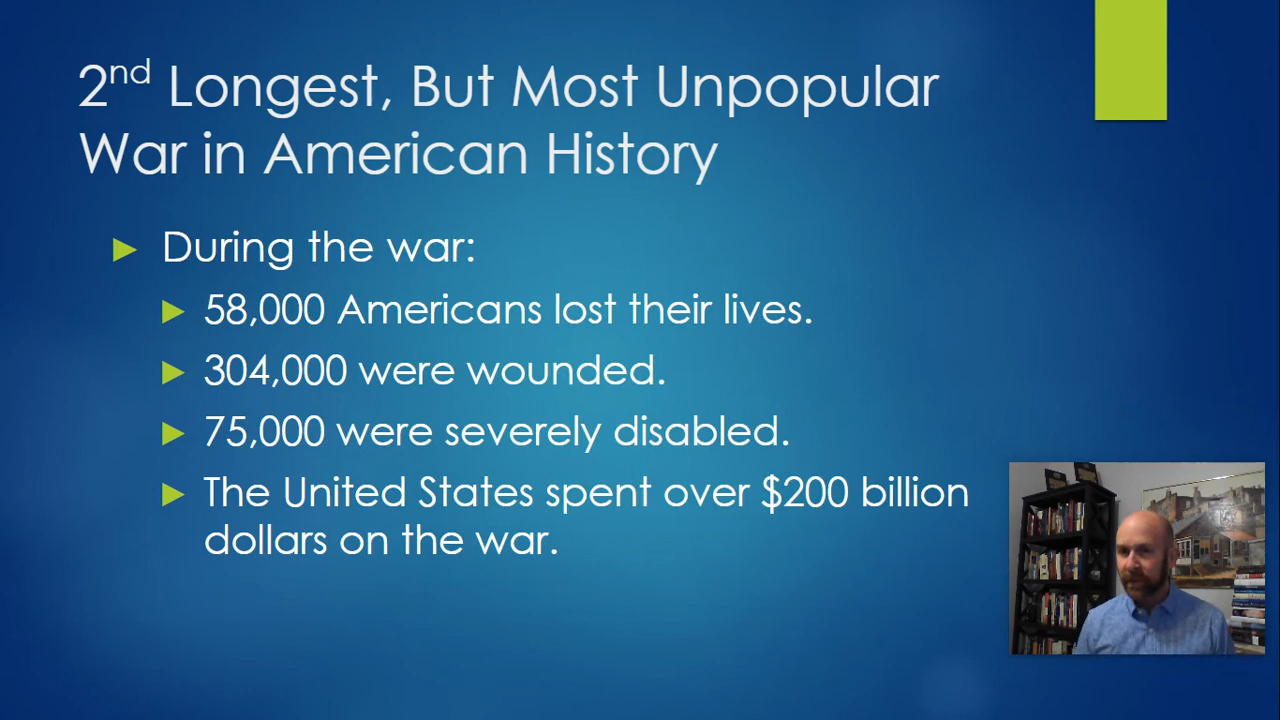 2nd Longest, But Most Unpopular
War in American History
During the war:
58,000 Americans lost their lives.
304,000 were wounded.
75,000 were severely disabled.
The United States spent over $200 billion
dollars on the war.